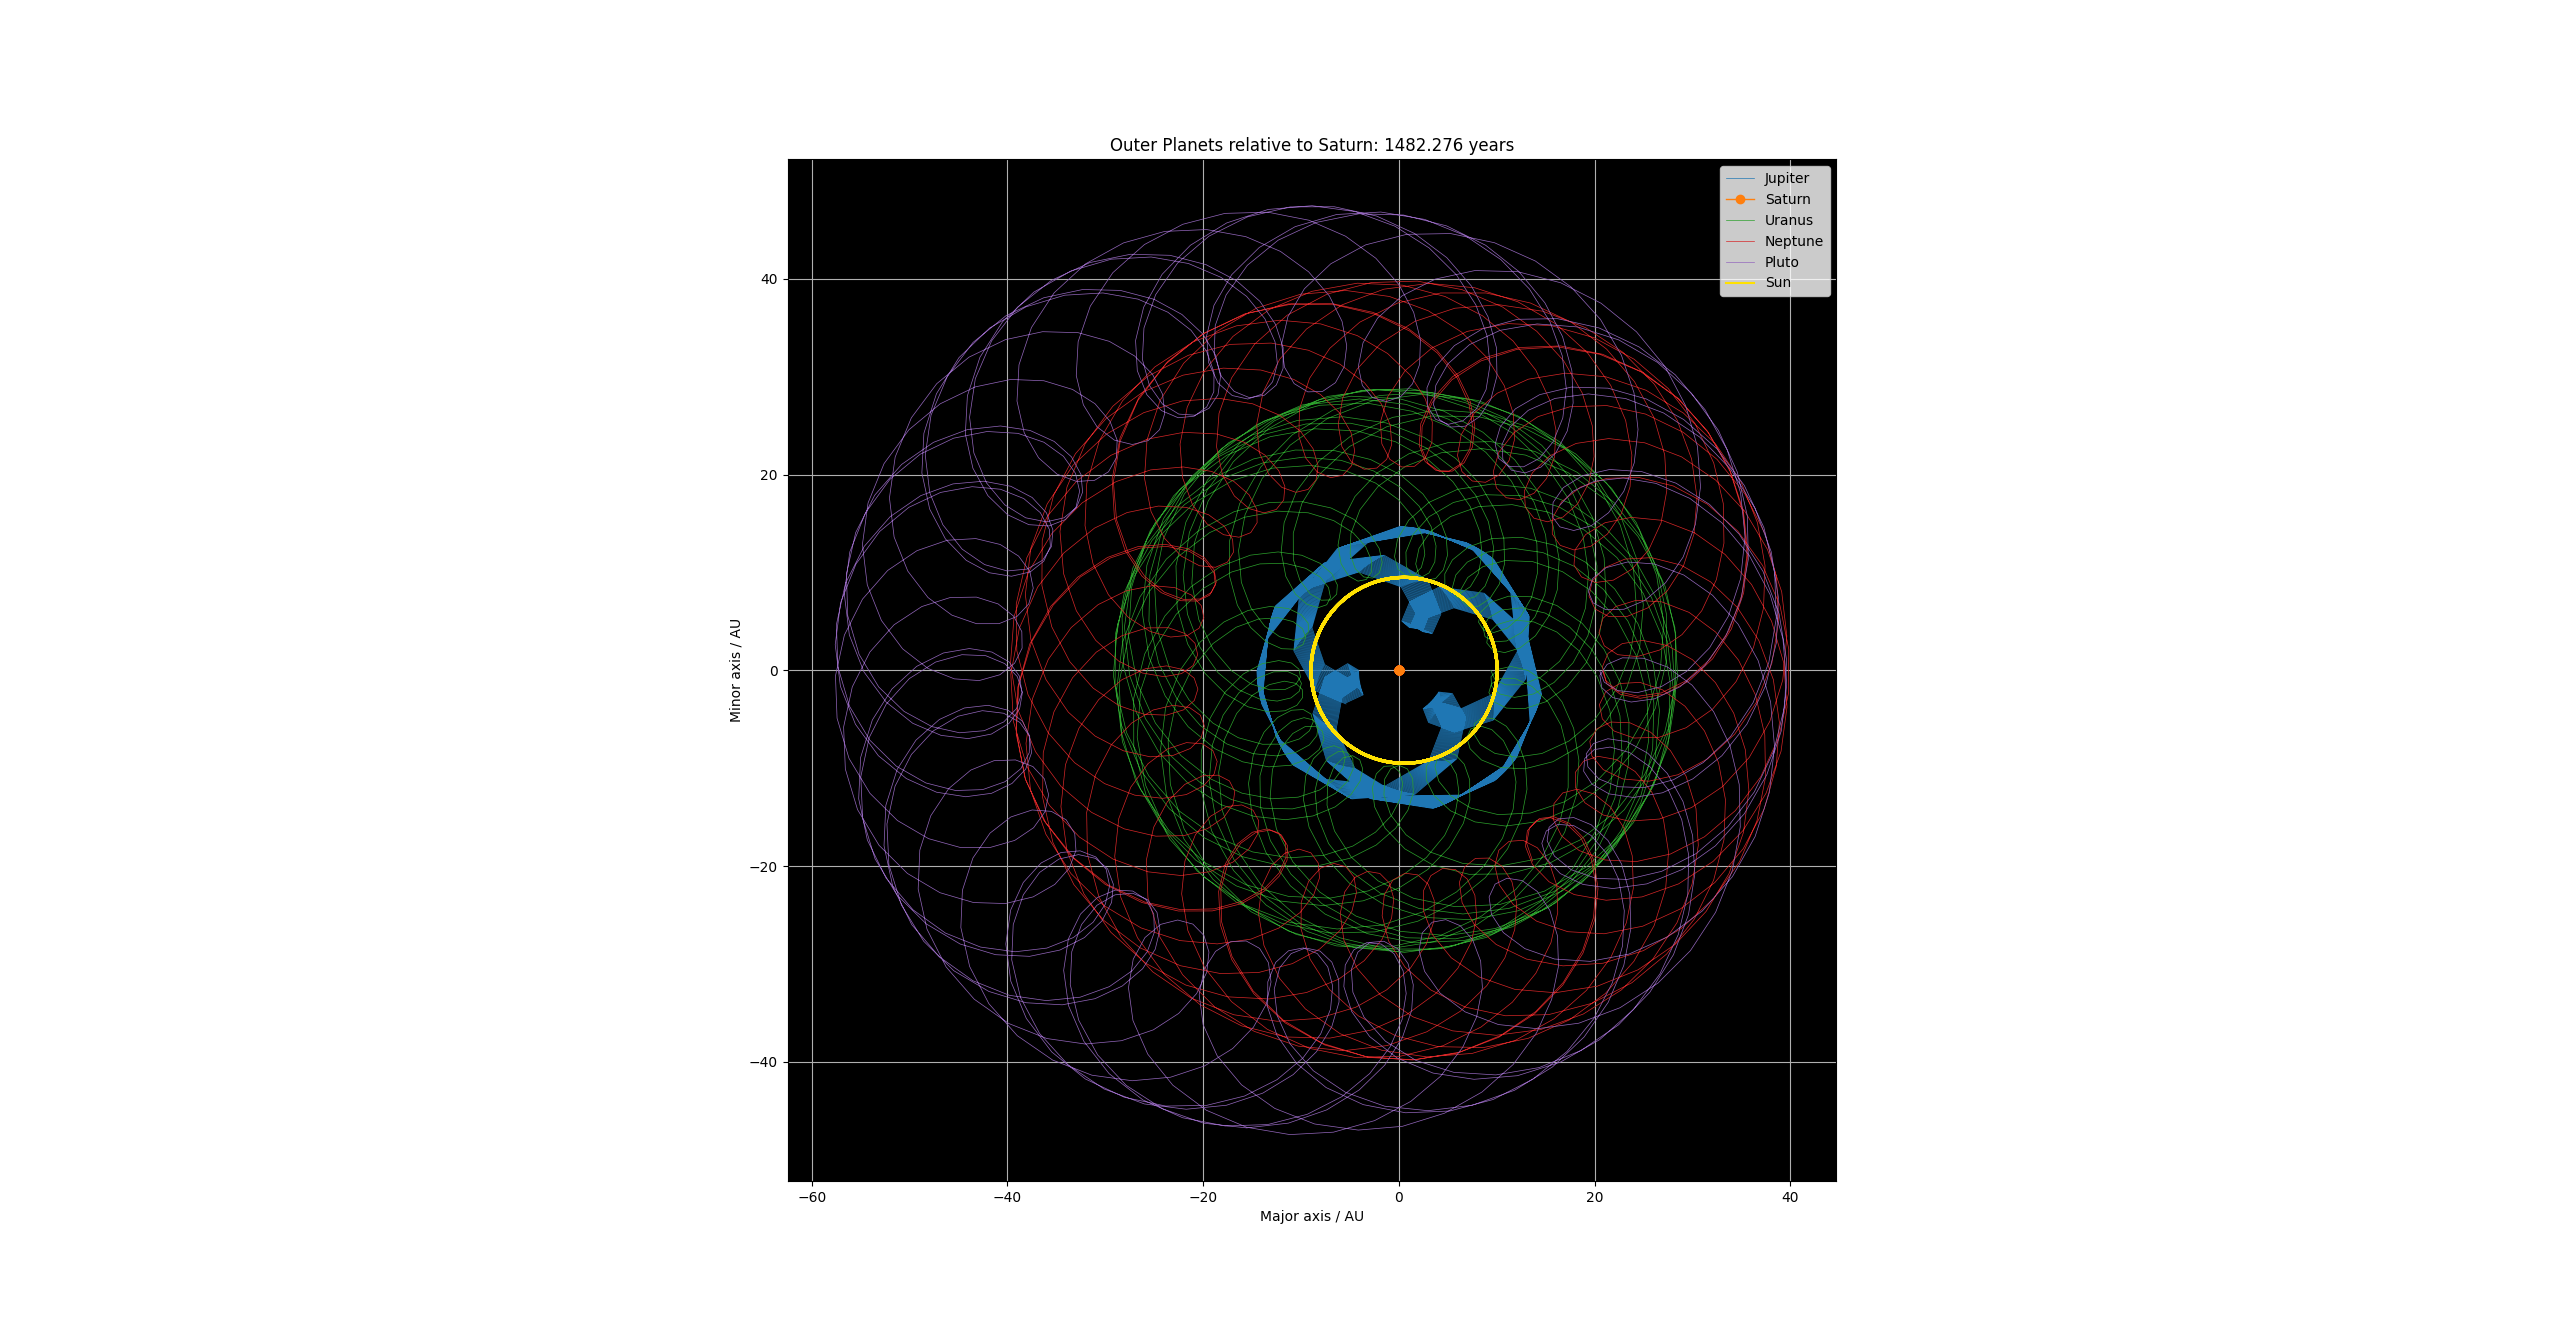 Outer Planets relative to Saturn: 1482.276 years
Jupiter
Saturn
Uranus
Neptune
Pluto
Sun
40
20
0
−20
−40
Minor axis / AU
−60
−40
−20
0
20
40
Major axis / AU